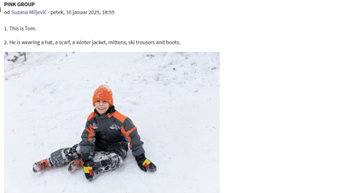 PINK GROUP
od Suzana Miljević - petek, 10 januar 2025, 18:59
1. This is Tom.
2. He is wearing a hat, a scarf, a winter jacket, mittens, ski trousers and boots.